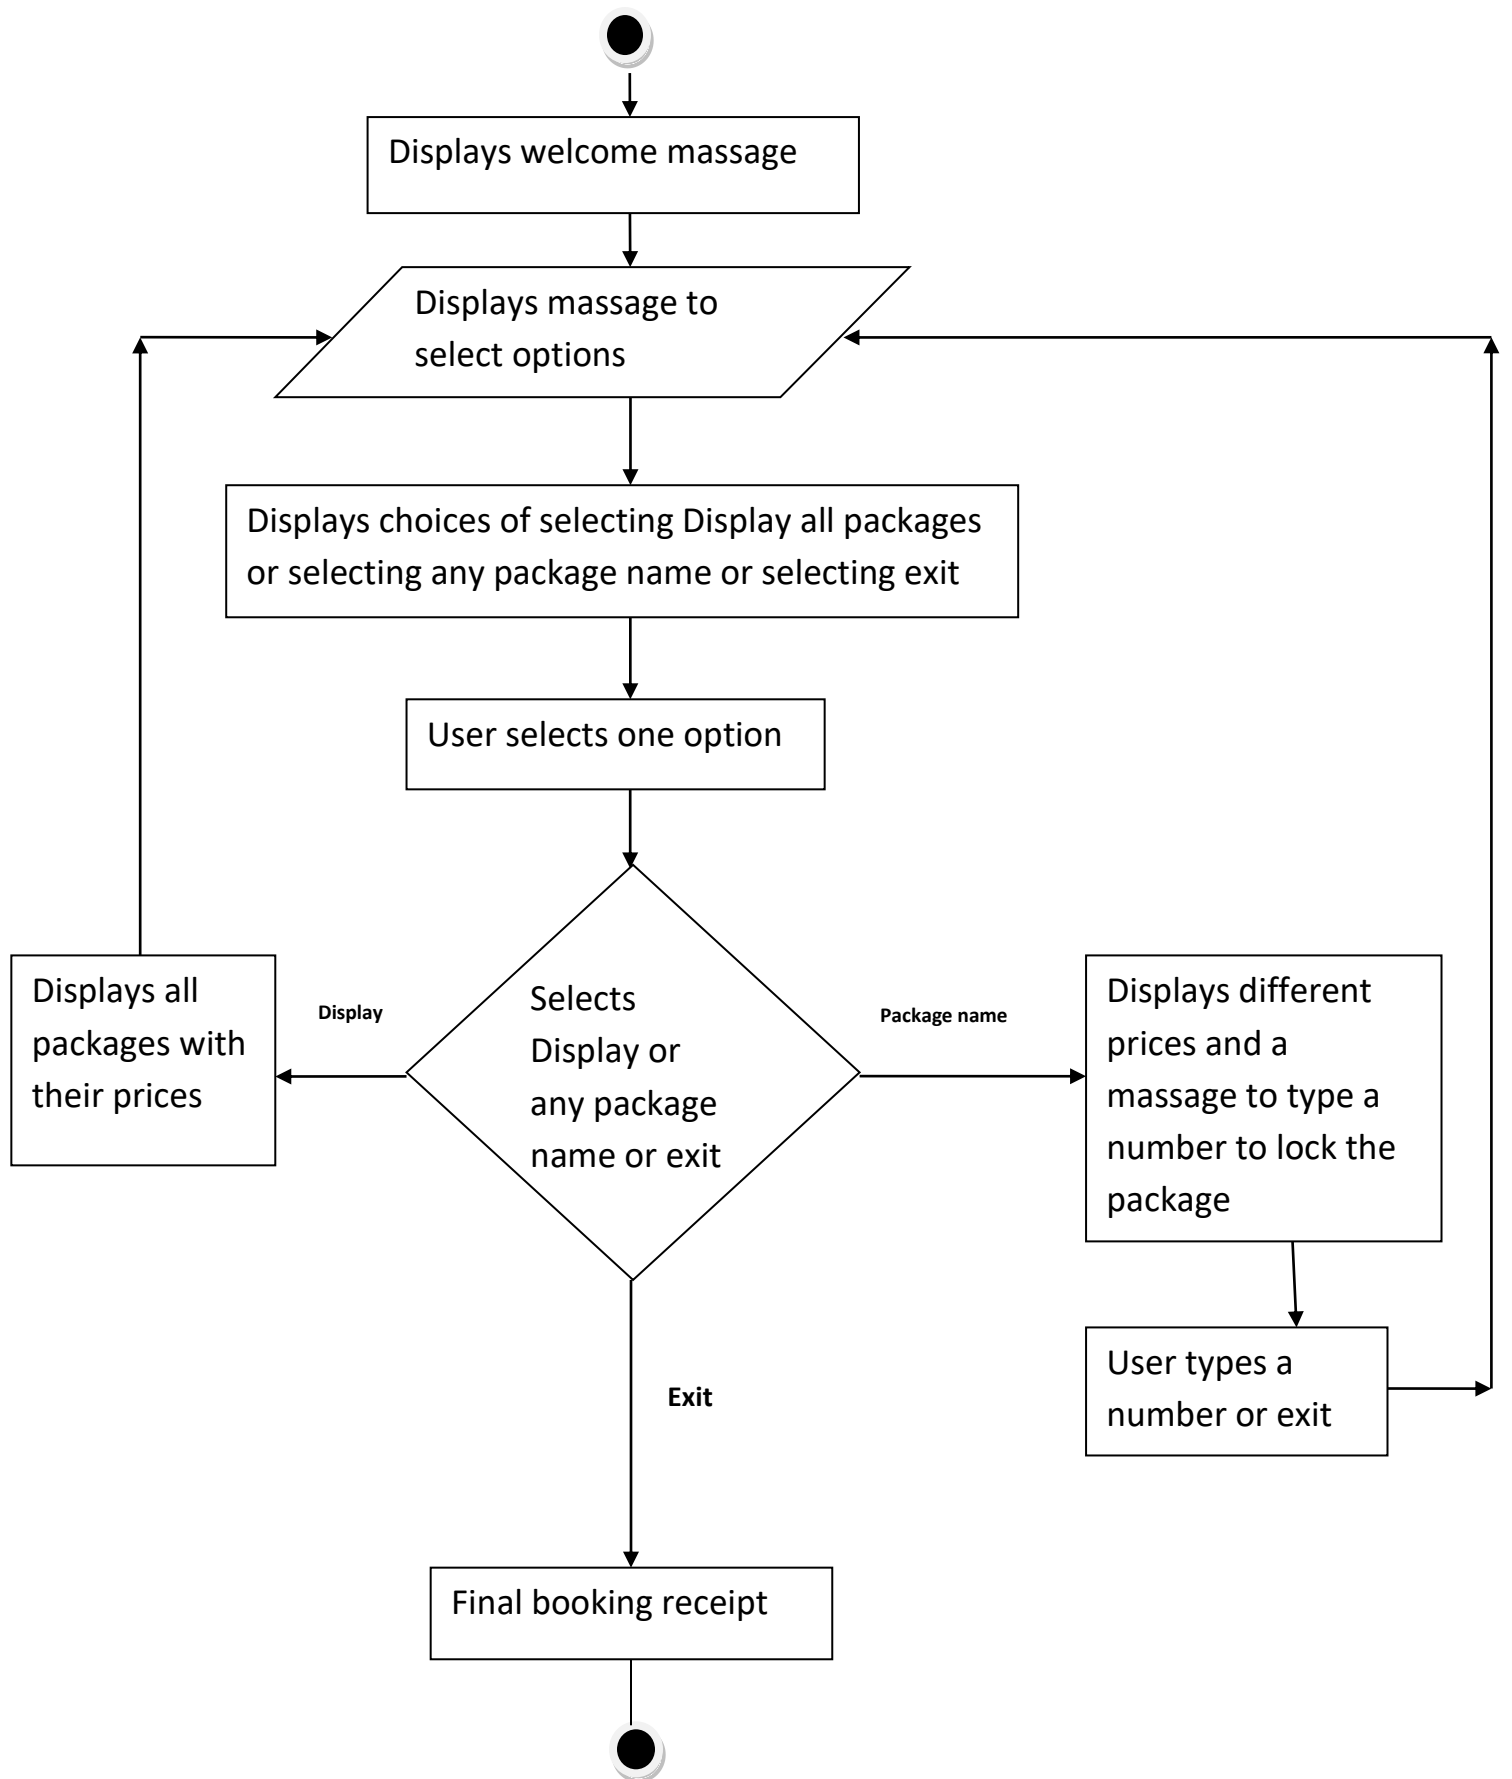 Displays welcome massage
Displays massage to
select options
Displays choices of selecting Display all packages
or selecting any package name or selecting exit
User selects one option
Selects
Display or
any package
name or exit
Display
Displays all
packages with
their prices
Package name
Displays different
prices and a
massage to type a
number to lock the
package
User types a
number or exit
Exit
Final booking receipt